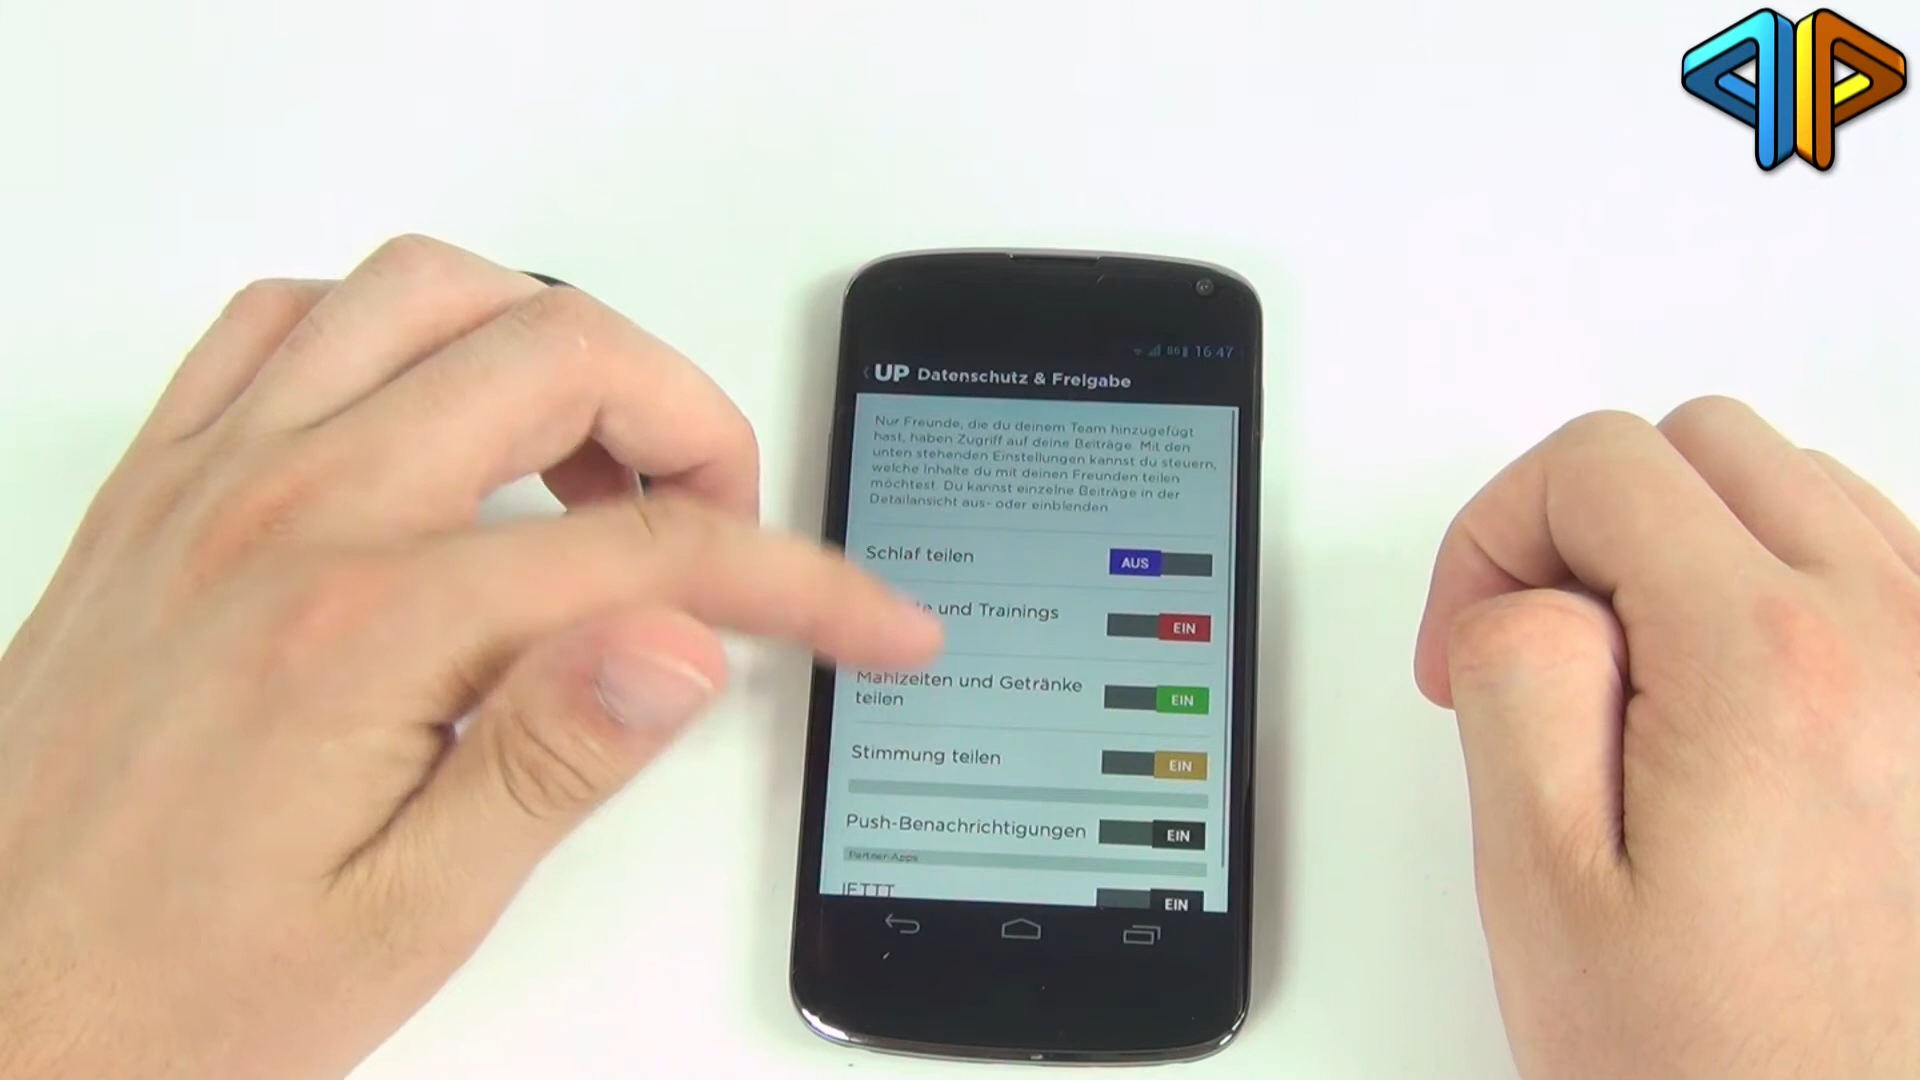 86 16:47
UP Datenschutz & Freigabe
Nur Freunde, die du deinem Team hinzugefügt
hast, haben Zugriff auf deine Beiträge. Mit den
unten stehenden Einstellungen kannst du steuern,
welche Inhalte du mit deinen Freunden teilen
möchtest. Du kannst einzelne Beiträge in der
Detailansicht aus- oder einblenden
Schlaf teilen AUS
und Trainings EIN
Mahlzeiten und Getränke
teilen EIN
Stimmung teilen EIN
Push-Benachrichtigungen EIN
Partner-Apps
IFTTT EIN